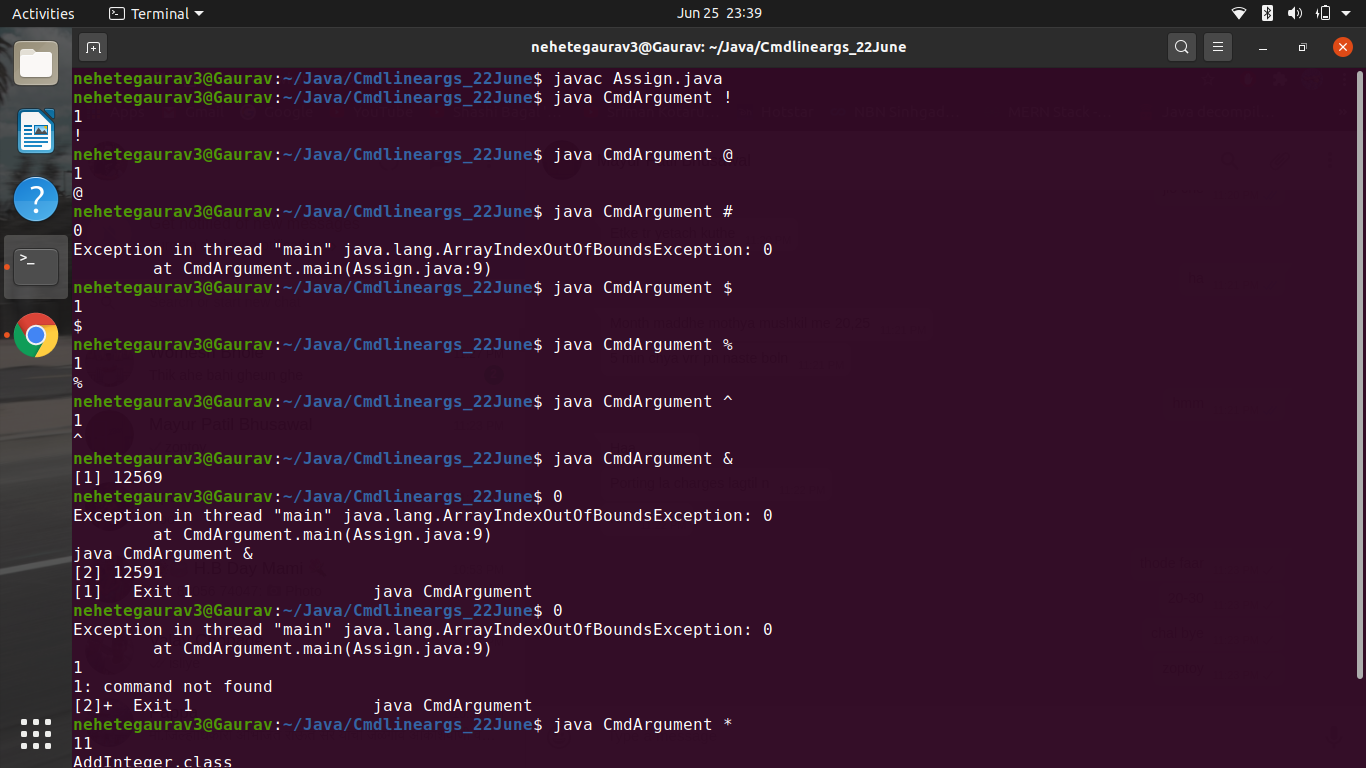 Activities
Terminal
Jun 25 23:39
nehetegaurav3@Gaurav: ~/Java/Cmdlineargs_22June
nehetegaurav3@Gaurav:~/Java/Cmdlineargs_22June$ javac Assign.java
nehetegaurav3@Gaurav:~/Java/Cmdlineargs_22June$ java CmdArgument !
1
!
nehetegaurav3@Gaurav:~/Java/Cmdlineargs_22June$ java CmdArgument @
1
@
nehetegaurav3@Gaurav:~/Java/Cmdlineargs_22June$ java CmdArgument #
0
Exception in thread "main" java.lang.ArrayIndexOutOfBoundsException: 0
        at CmdArgument.main(Assign.java:9)
nehetegaurav3@Gaurav:~/Java/Cmdlineargs_22June$ java CmdArgument $
1
$
nehetegaurav3@Gaurav:~/Java/Cmdlineargs_22June$ java CmdArgument %
1
%
nehetegaurav3@Gaurav:~/Java/Cmdlineargs_22June$ java CmdArgument ^
1
^
nehetegaurav3@Gaurav:~/Java/Cmdlineargs_22June$ java CmdArgument &
[1] 12569
nehetegaurav3@Gaurav:~/Java/Cmdlineargs_22June$ 0
Exception in thread "main" java.lang.ArrayIndexOutOfBoundsException: 0
        at CmdArgument.main(Assign.java:9)
java CmdArgument &
[2] 12591
[1]   Exit 1                  java CmdArgument
nehetegaurav3@Gaurav:~/Java/Cmdlineargs_22June$ 0
Exception in thread "main" java.lang.ArrayIndexOutOfBoundsException: 0
        at CmdArgument.main(Assign.java:9)
1
1: command not found
[2]+  Exit 1                  java CmdArgument
nehetegaurav3@Gaurav:~/Java/Cmdlineargs_22June$ java CmdArgument *
11
AddInteger.class